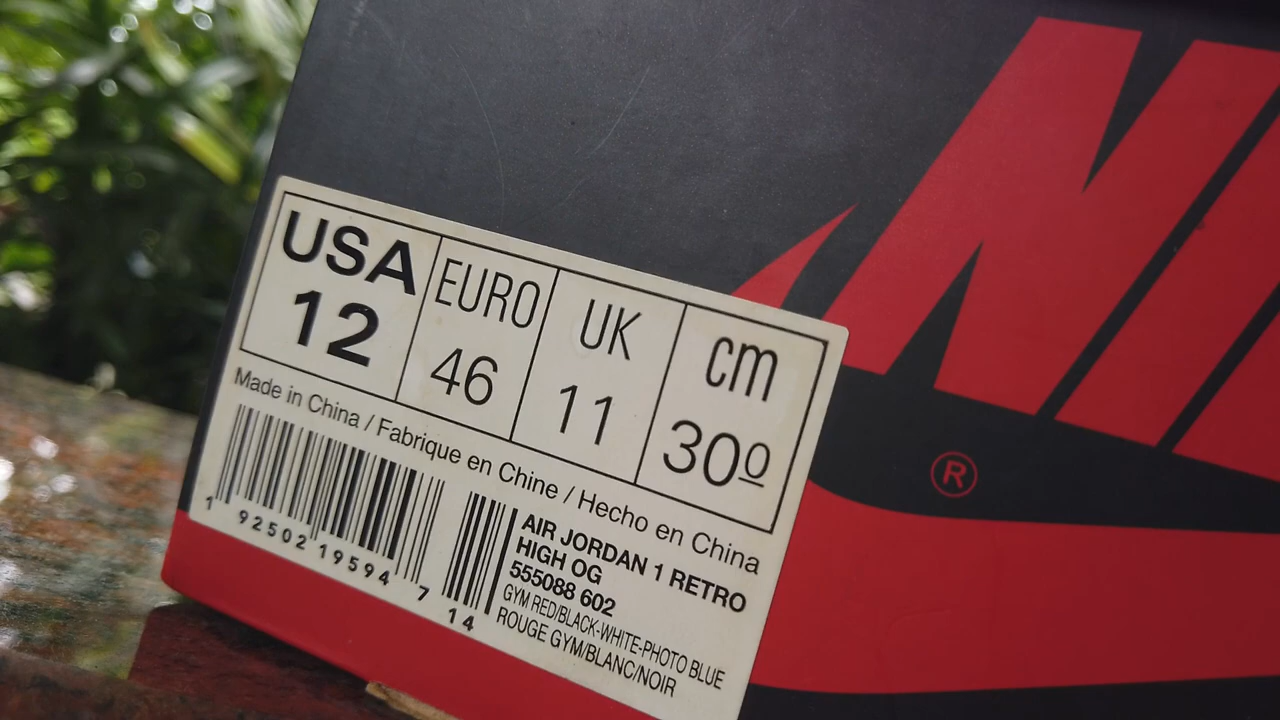 NI
®
USA EURO UK cm
12 46 11 30º
Made in China / Fabrique en Chine / Hecho en China
1 92502 19594 7 14
AIR JORDAN 1 RETRO
HIGH OG
555088 602
GYM RED/BLACK-WHITE-PHOTO BLUE
ROUGE GYM/BLANC/NOIR